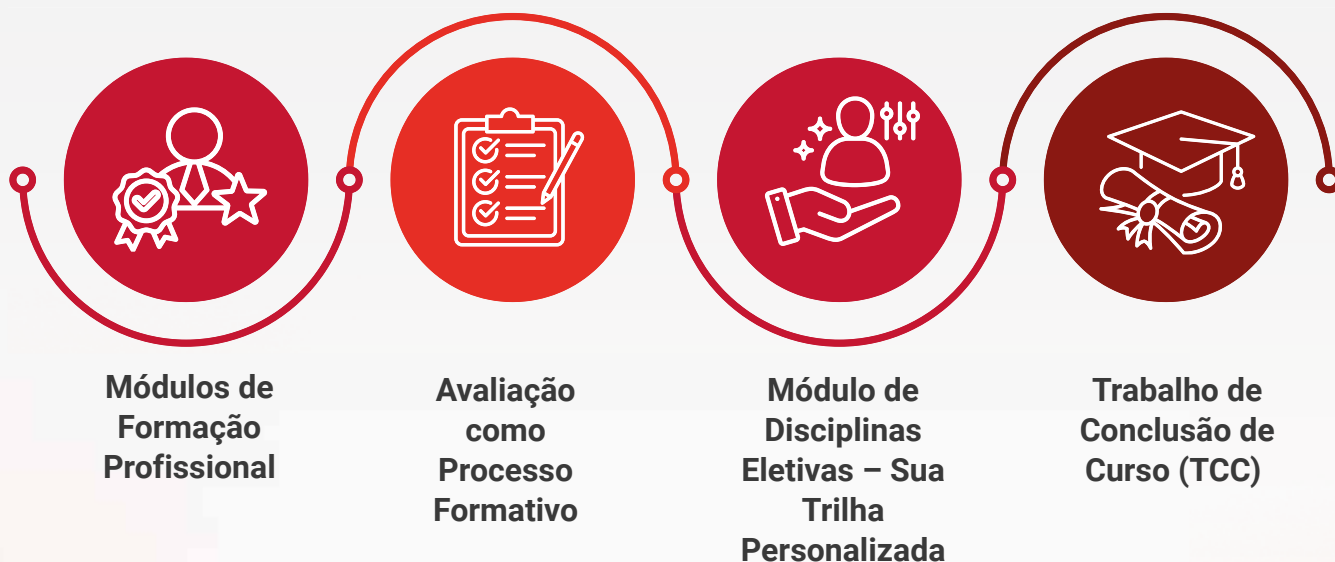 Módulos de
Formação
Profissional
Avaliação
como
Processo
Formativo
Módulo de
Disciplinas
Eletivas – Sua
Trilha
Personalizada
Trabalho de
Conclusão de
Curso (TCC)